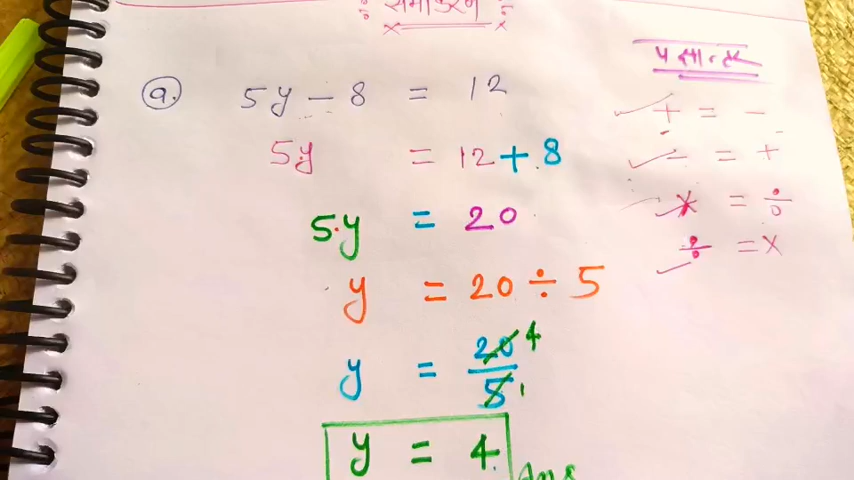 समीकरण
a. 5y - 8 = 12
5y = 12 + 8
5y = 20
y = 20 ÷ 5
y = 20/5 4 1
y = 4 Ans
पक्षान्तर
+ = -
- = +
* = ÷
÷ = ×